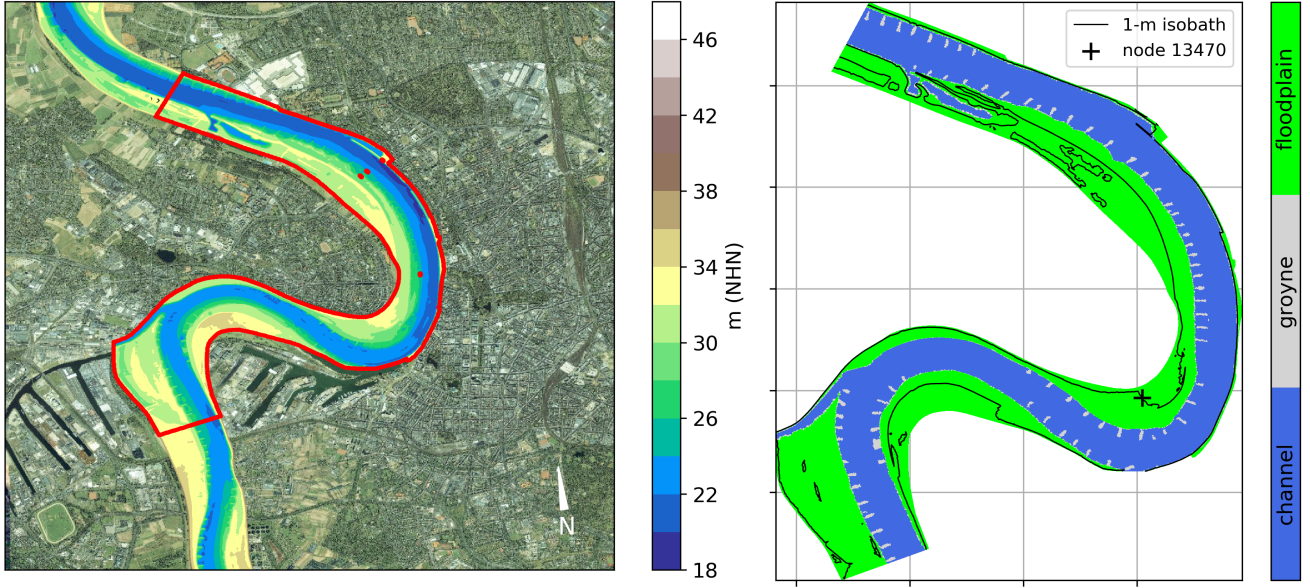 N
46
42
38
34
30
26
22
18
m (NHN)
1-m isobath
node 13470
floodplain
groyne
channel